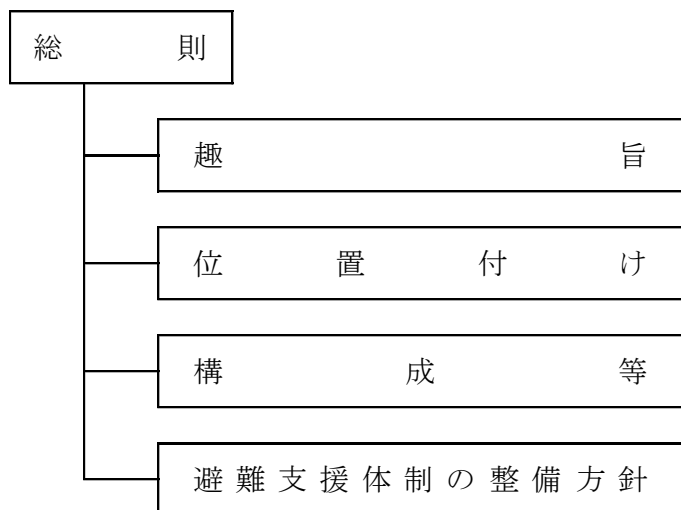 総則
趣旨
位置付け
構成等
避難支援体制の整備方針